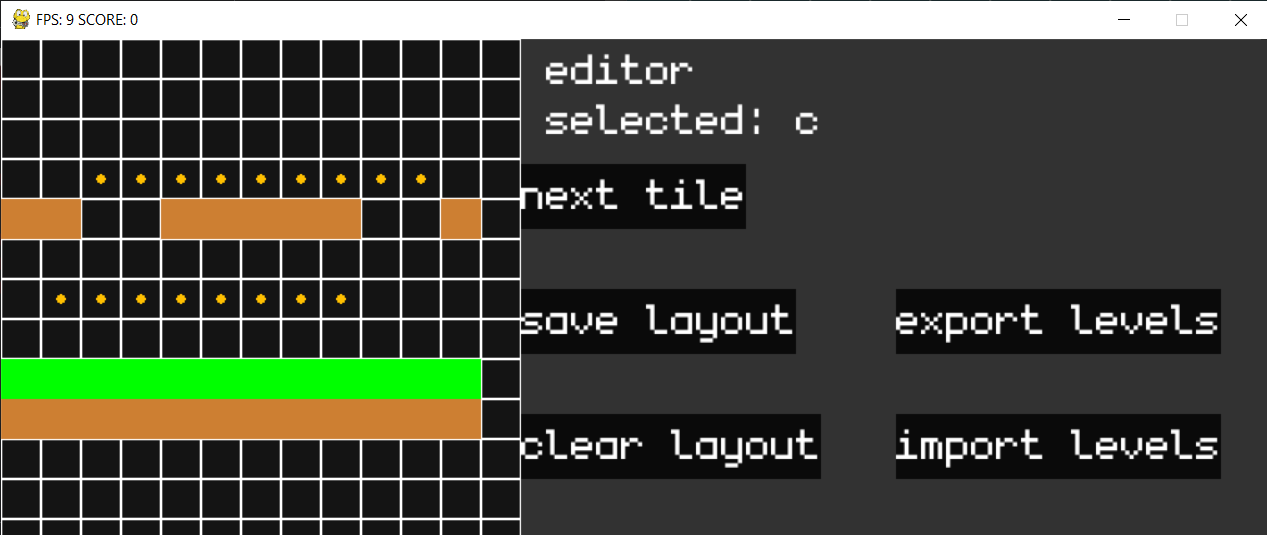 FPS: 9 SCORE: 0
editor
selected: c
next tile
save layout
export levels
clear layout
import levels